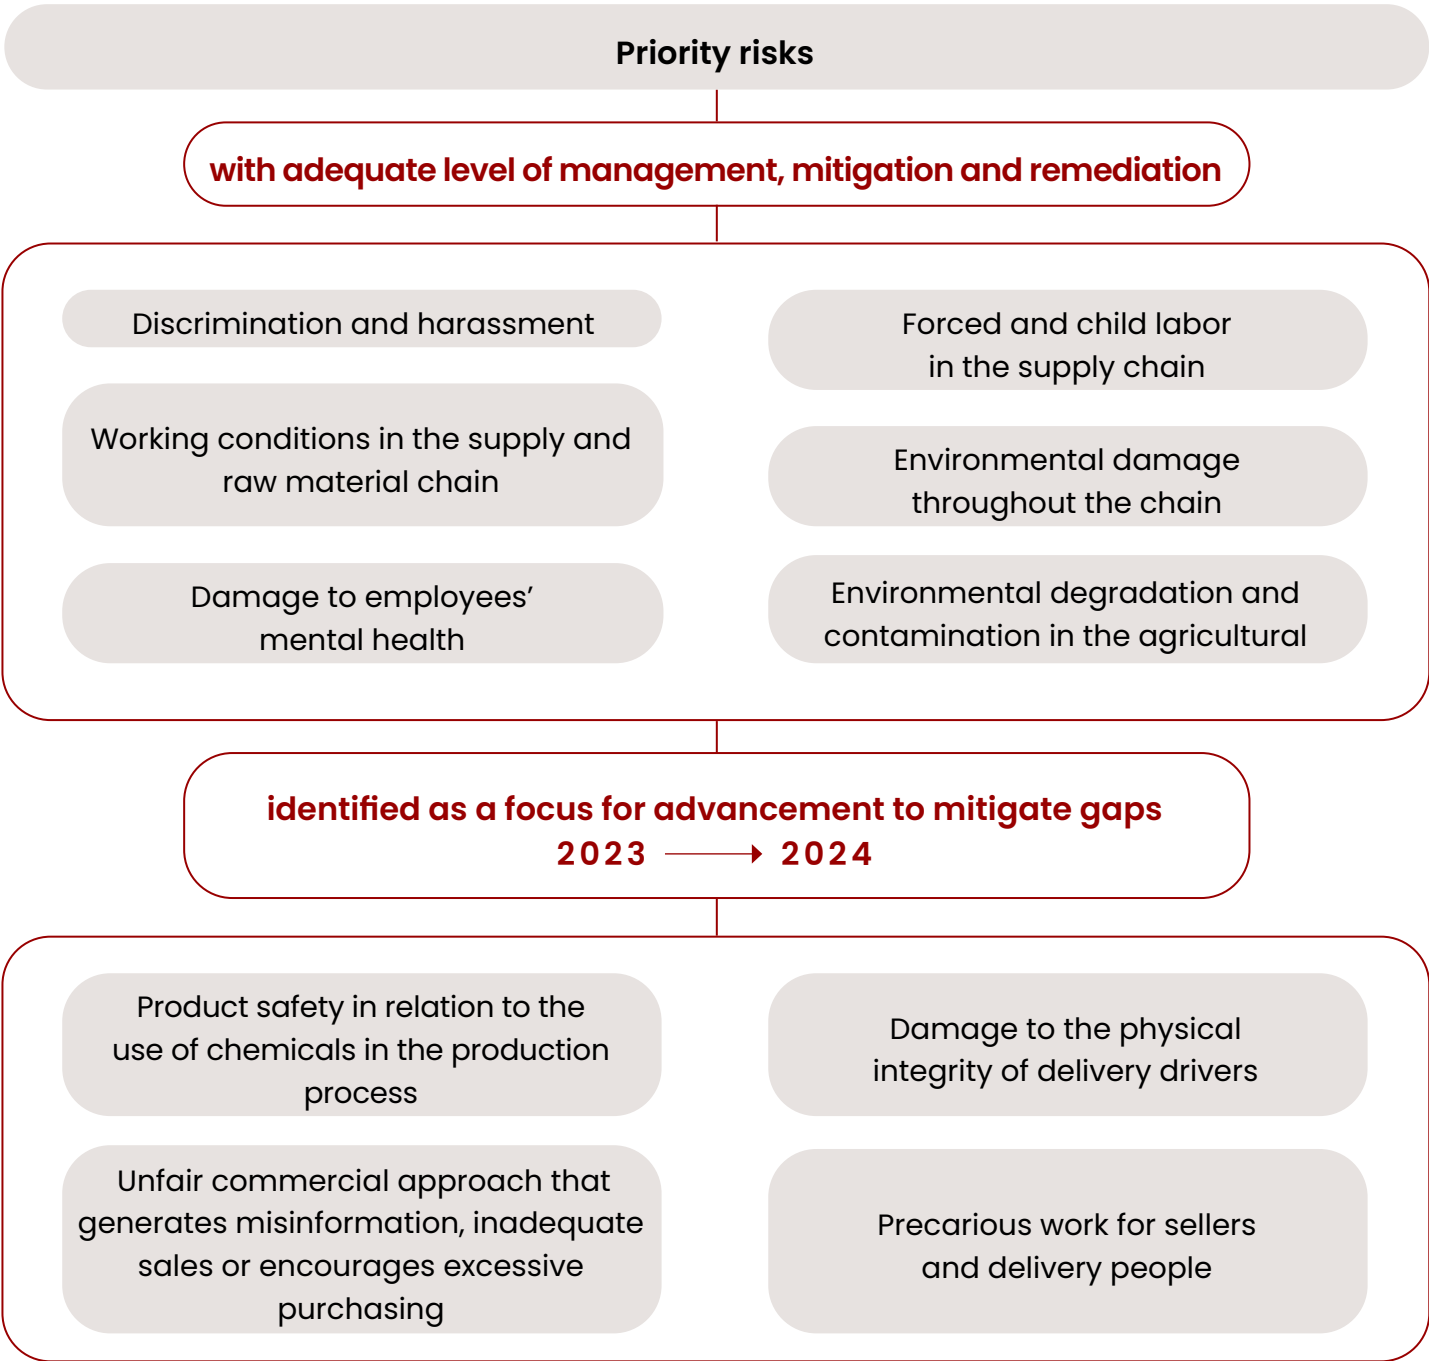 Priority risks
with adequate level of management, mitigation and remediation
Discrimination and harassment
Working conditions in the supply and
raw material chain
Damage to employees’
mental health
Forced and child labor
in the supply chain
Environmental damage
throughout the chain
Environmental degradation and
contamination in the agricultural
identified as a focus for advancement to mitigate gaps
2023 2024
Product safety in relation to the
use of chemicals in the production
process
Unfair commercial approach that
generates misinformation, inadequate
sales or encourages excessive
purchasing
Damage to the physical
integrity of delivery drivers
Precarious work for sellers
and delivery people